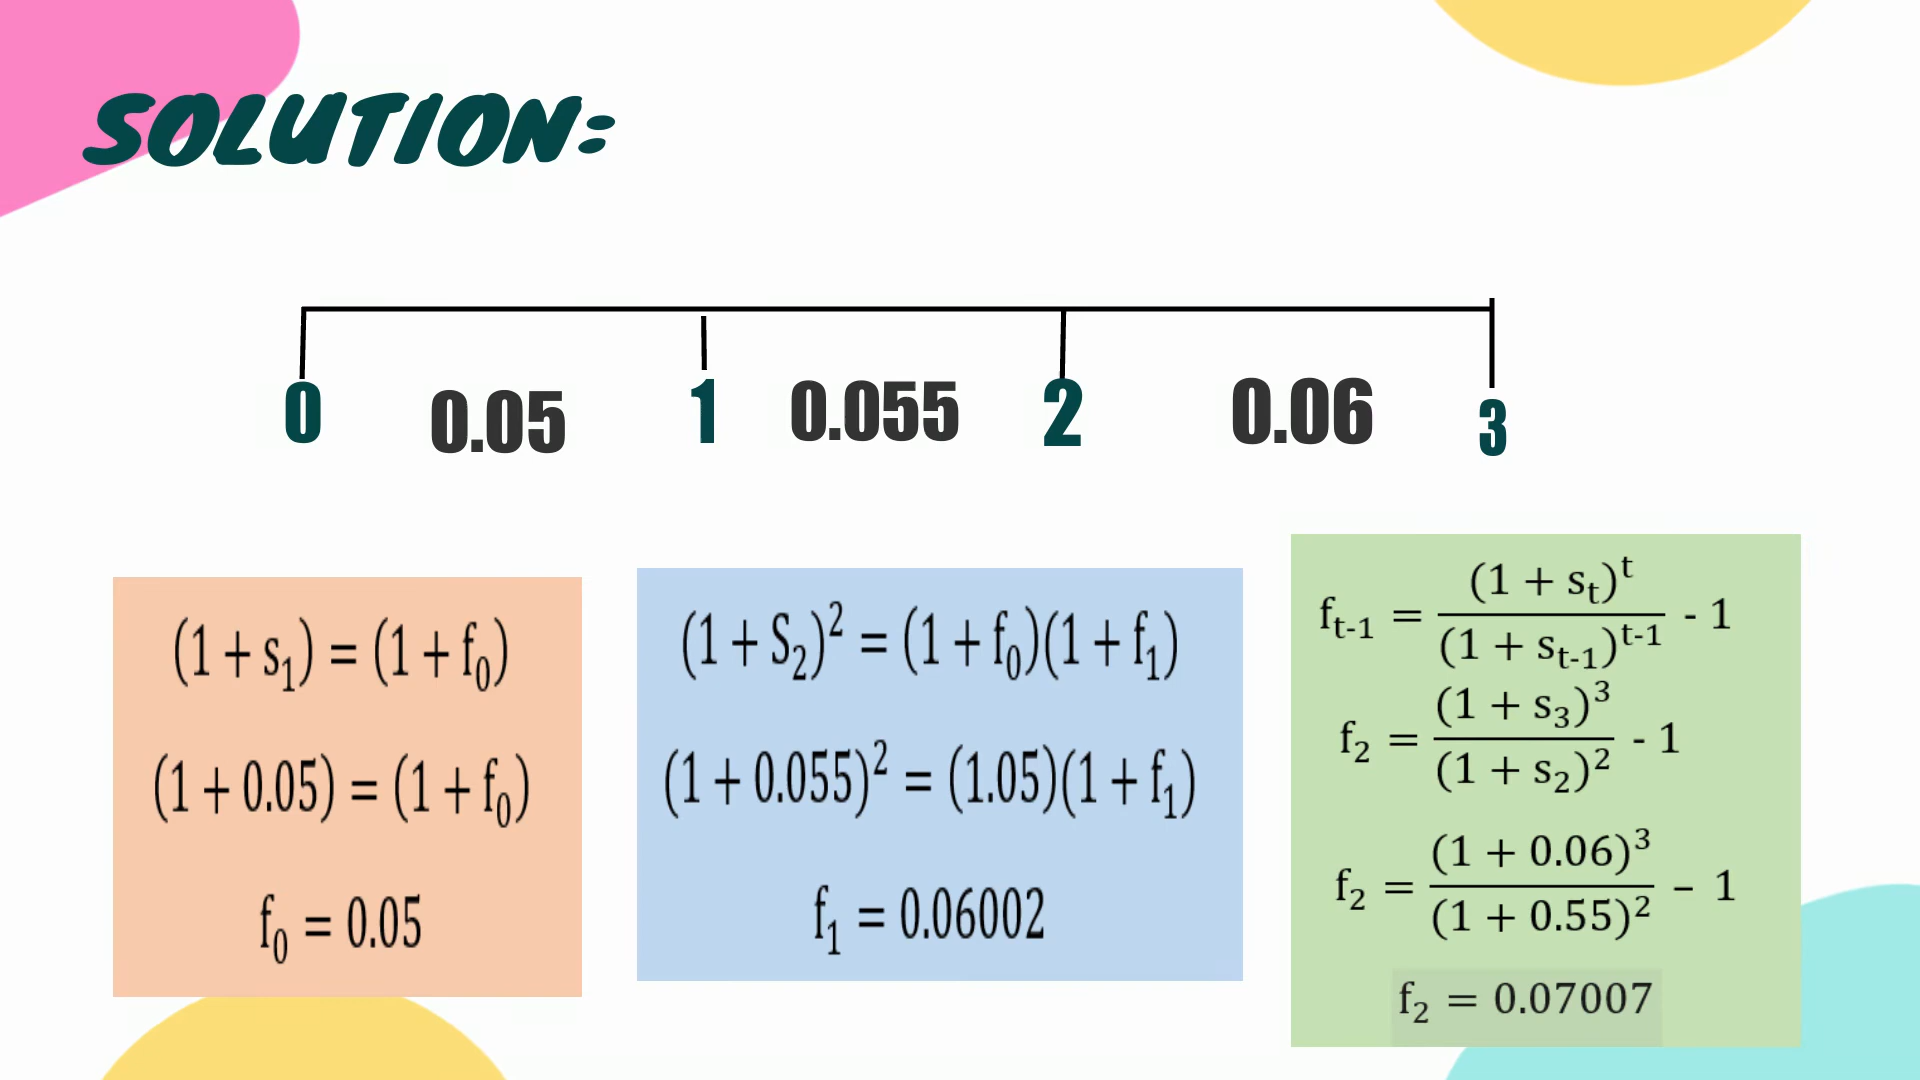 SOLUTION:
0 0.05 1 0.055 2 0.06 3
(1 + s₁) = (1 + f₀)
(1 + 0.05) = (1 + f₀)
f₀ = 0.05
(1 + S₂)² = (1 + f₀)(1 + f₁)
(1 + 0.055)² = (1.05)(1 + f₁)
f₁ = 0.06002
fₜ₋₁ = (1 + sₜ)ᵗ / (1 + sₜ₋₁)ᵗ⁻¹ - 1
f₂ = (1 + s₃)³ / (1 + s₂)² - 1
f₂ = (1 + 0.06)³ / (1 + 0.55)² – 1
f₂ = 0.07007